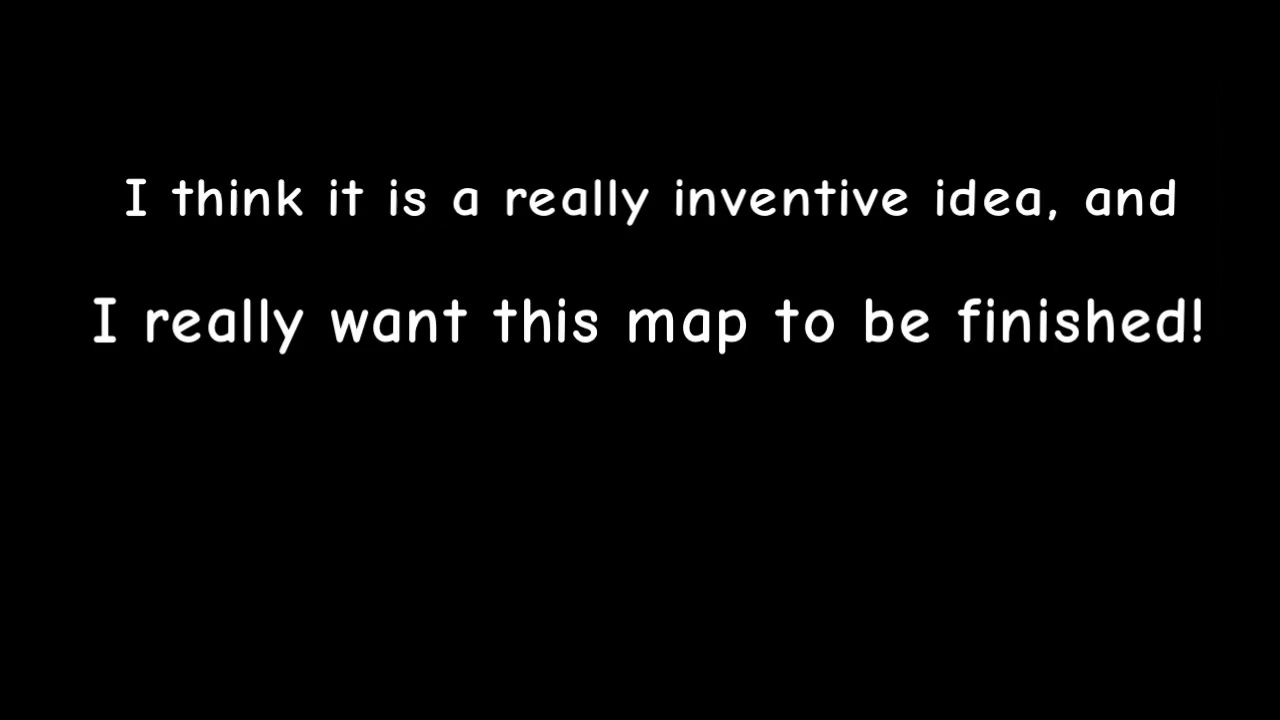 I think it is a really inventive idea, and
I really want this map to be finished!